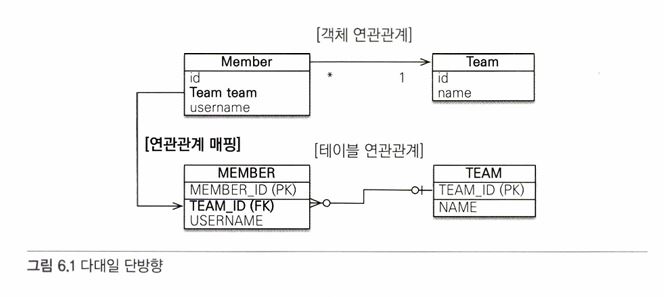 [객체 연관관계]
Member
Team
id
*
1
id
Team team
name
username
[연관관계 매핑]
[테이블 연관관계]
MEMBER
TEAM
MEMBER_ID (PK)
TEAM_ID (PK)
TEAM_ID (FK)
NAME
USERNAME
그림 6.1 다대일 단방향